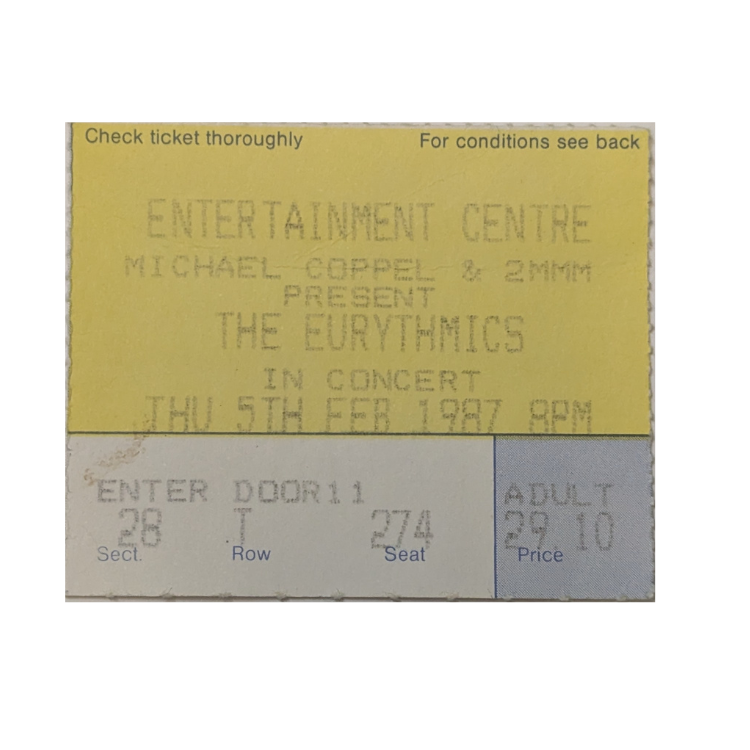 Check ticket thoroughly For conditions see back
ENTERTAINMENT CENTRE
MICHAEL COPPEL & 2MMM
PRESENT
THE EURYTHMICS
IN CONCERT
THU 5TH FEB 1987 8PM
ENTER DOOR11 ADULT
28 T 274 29 10
Sect. Row Seat Price